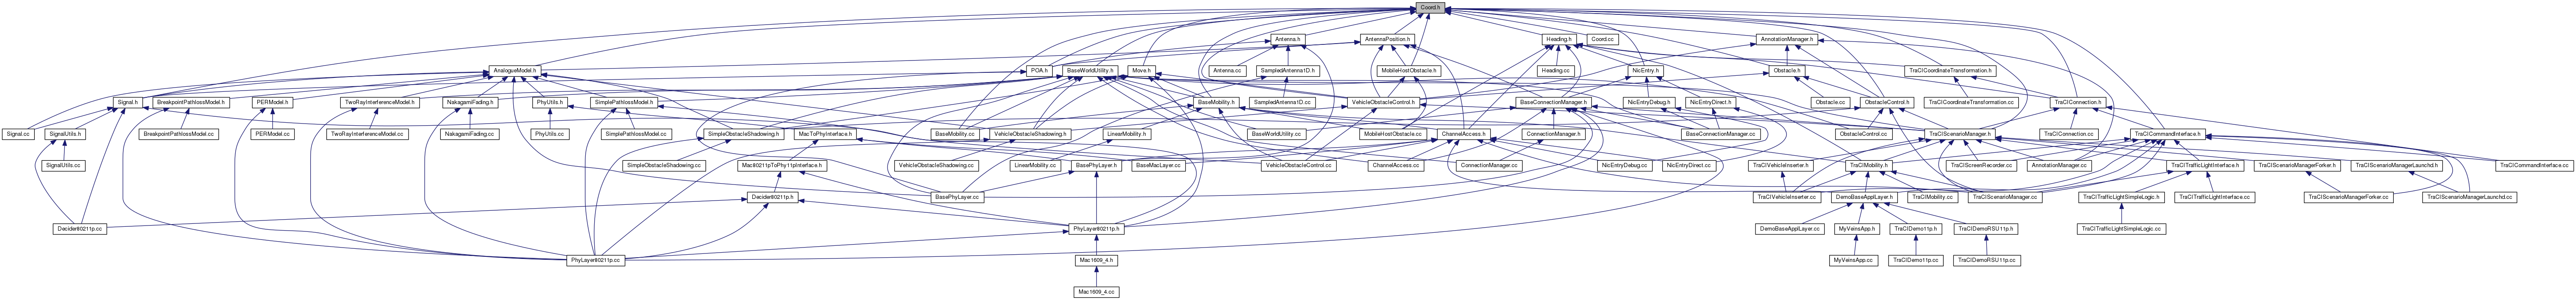 Coord.h
Antenna.h
AntennaPosition.h
Heading.h
Coord.cc
AnnotationManager.h
AnalogueModel.h
POA.h
BaseWorldUtility.h
Move.h
Antenna.cc
SampledAntenna1D.h
MobileHostObstacle.h
Heading.cc
NicEntry.h
Obstacle.h
TraCICoordinateTransformation.h
Signal.h
BreakpointPathlossModel.h
PERModel.h
TwoRayInterferenceModel.h
NakagamiFading.h
PhyUtils.h
SimplePathlossModel.h
BaseMobility.h
SampledAntenna1D.cc
VehicleObstacleControl.h
BaseConnectionManager.h
NicEntryDebug.h
NicEntryDirect.h
Obstacle.cc
ObstacleControl.h
TraCICoordinateTransformation.cc
TraCIConnection.h
Signal.cc
SignalUtils.h
BreakpointPathlossModel.cc
PERModel.cc
TwoRayInterferenceModel.cc
NakagamiFading.cc
PhyUtils.cc
SimplePathlossModel.cc
SimpleObstacleShadowing.h
MacToPhyInterface.h
BaseMobility.cc
VehicleObstacleShadowing.h
LinearMobility.h
BaseWorldUtility.cc
MobileHostObstacle.cc
ChannelAccess.h
ConnectionManager.h
BaseConnectionManager.cc
ObstacleControl.cc
TraCIScenarioManager.h
TraCIConnection.cc
TraCICommandInterface.h
SignalUtils.cc
SimpleObstacleShadowing.cc
Mac80211pToPhy11pInterface.h
VehicleObstacleShadowing.cc
LinearMobility.cc
BasePhyLayer.h
BaseMacLayer.cc
VehicleObstacleControl.cc
ChannelAccess.cc
ConnectionManager.cc
NicEntryDebug.cc
NicEntryDirect.cc
TraCIVehicleInserter.h
TraCIMobility.h
TraCIScreenRecorder.cc
AnnotationManager.cc
TraCITrafficLightInterface.h
TraCIScenarioManagerForker.h
TraCIScenarioManagerLaunchd.h
TraCICommandInterface.cc
Decider80211p.h
BasePhyLayer.cc
TraCIVehicleInserter.cc
DemoBaseApplLayer.h
TraCIMobility.cc
TraCIScenarioManager.cc
TraCITrafficLightSimpleLogic.h
TraCITrafficLightInterface.cc
TraCIScenarioManagerForker.cc
TraCIScenarioManagerLaunchd.cc
Decider80211p.cc
PhyLayer80211p.h
DemoBaseApplLayer.cc
MyVeinsApp.h
TraCIDemo11p.h
TraCIDemoRSU11p.h
TraCITrafficLightSimpleLogic.cc
PhyLayer80211p.cc
Mac1609_4.h
MyVeinsApp.cc
TraCIDemo11p.cc
TraCIDemoRSU11p.cc
Mac1609_4.cc